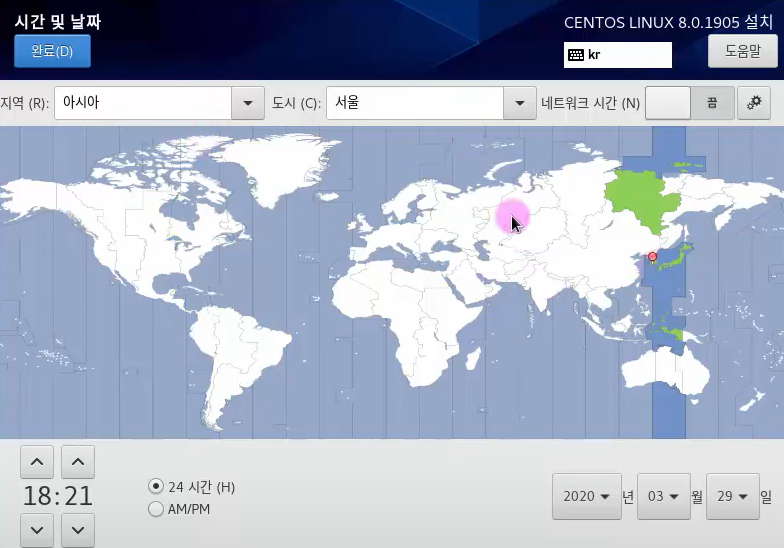 시간 및 날짜
CENTOS LINUX 8.0.1905 설치
완료(D)
kr
도움말
지역 (R): 아시아 도시 (C): 서울 네트워크 시간 (N) 끔
18:21
24 시간 (H)
AM/PM
2020 년 03 월 29 일